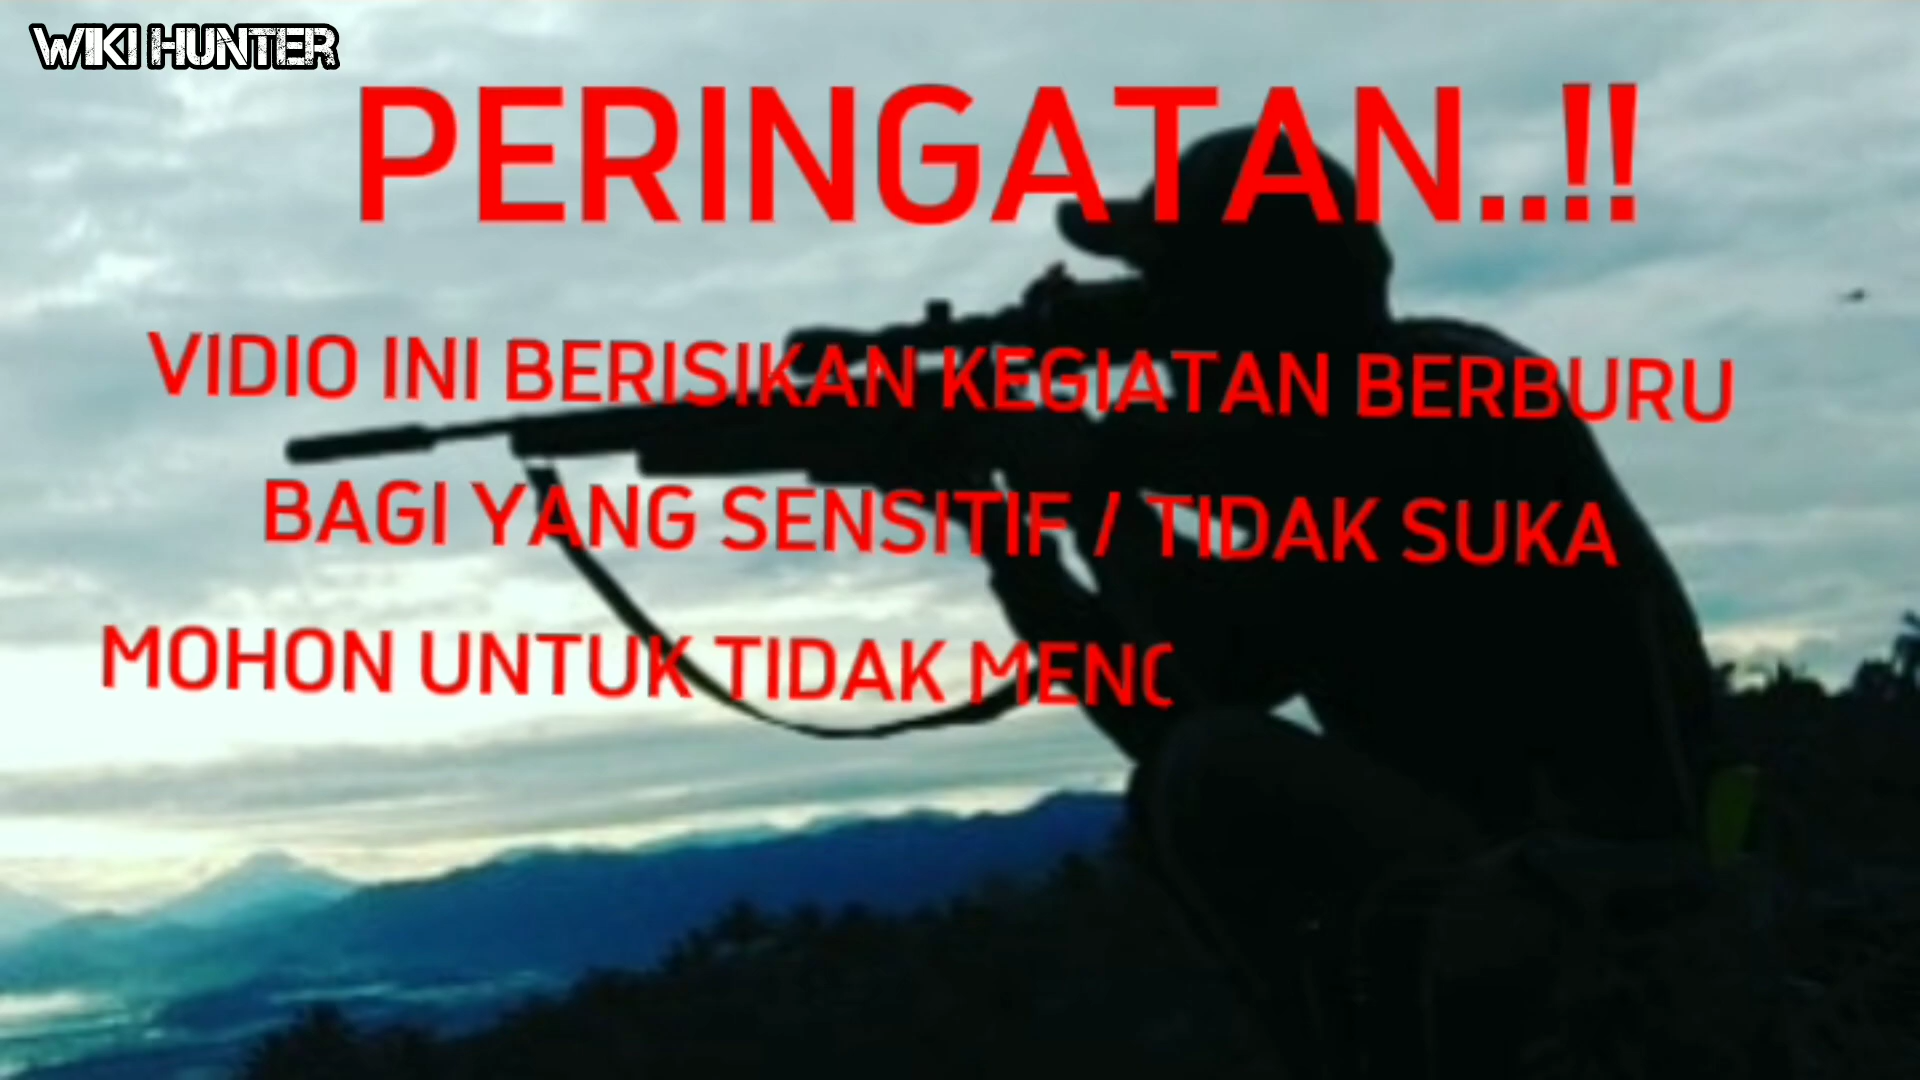 WIKI HUNTER
PERINGATAN..!!
VIDIO INI BERISIKAN KEGIATAN BERBURU
BAGI YANG SENSITIF / TIDAK SUKA
MOHON UNTUK TIDAK